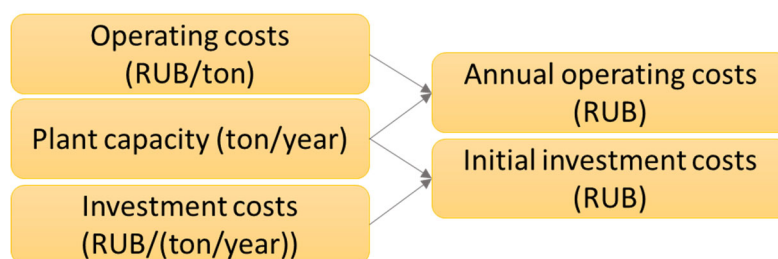 Operating costs
(RUB/ton)
Plant capacity (ton/year)
Investment costs
(RUB/(ton/year))
Annual operating costs
(RUB)
Initial investment costs
(RUB)